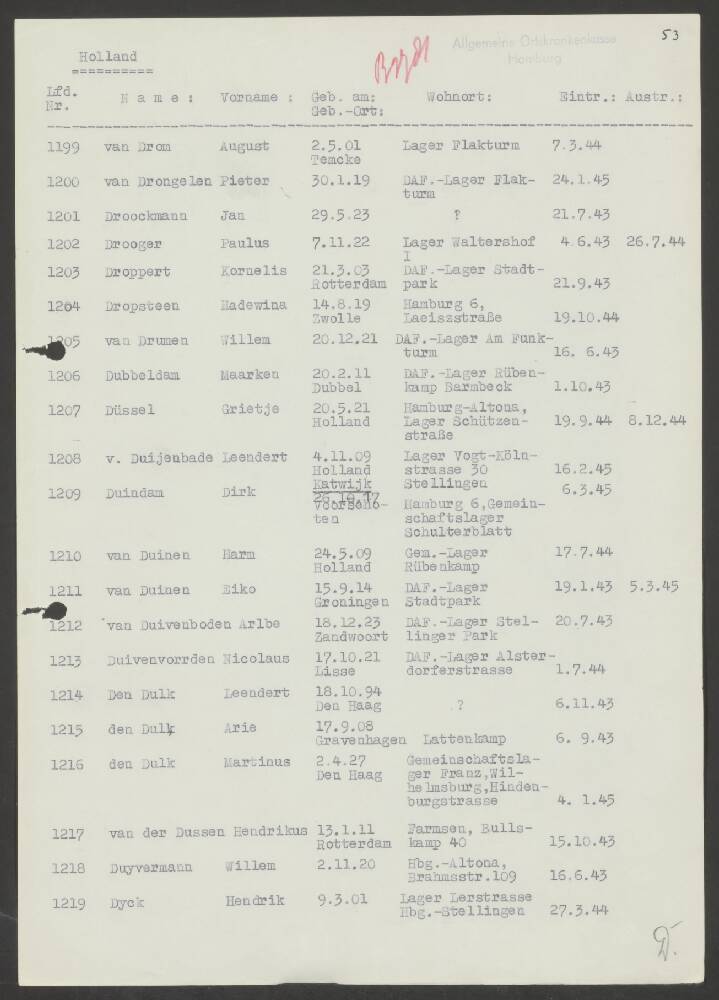 53
Allgemeine Ortskrankenkasse
Hamburg
Holland
==========
Lfd. Nr. Name: Vorname: Geb. am: Geb.-Ort: Wohnort: Eintr.: Austr.:
1199 van Drom August 2.5.01 Lager Flakturm 7.3.44
Temcke
1200 van Drongelen Pieter 30.1.19 DAF.-Lager Flak- 24.1.45
turm
1201 Droockmann Jan 29.5.23 ? 21.7.43
1202 Drooger Paulus 7.11.22 Lager Waltershof 4.6.43 26.7.44
I
1203 Droppert Kornelis 21.3.03 DAF.-Lager Stadt-
Rotterdam park 21.9.43
1204 Dropsteen Hadewina 14.8.19 Hamburg 6,
Zwolle Laeiszstraße 19.10.44
1205 van Drumen Willem 20.12.21 DAF.-Lager Am Funk-
turm 16. 6.43
1206 Dubbeldam Maarken 20.2.11 DAF.-Lager Rüben-
Dubbel kamp Barmbeck 1.10.43
1207 Düssel Grietje 20.5.21 Hamburg-Altona,
Holland Lager Schützen- 19.9.44 8.12.44
straße
1208 v. Duijenbade Leendert 4.11.09 Lager Vogt-Köln-
Holland strasse 30 16.2.45
Katwijk Stellingen
1209 Duindam Dirk 26.10.17 6.3.45
Voorscho- Hamburg 6,Gemein-
ten schaftslager
Schulterblatt
1210 van Duinen Harm 24.5.09 Gem.-Lager 17.7.44
Holland Rübenkamp
1211 van Duinen Eiko 15.9.14 DAF.-Lager 19.1.43 5.3.45
Groningen Stadtpark
1212 van Duivenboden Arlbe 18.12.23 DAF.-Lager Stel- 20.7.43
Zandwoort linger Park
1213 Duivenvorrden Nicolaus 17.10.21 DAF.-Lager Alster-
Lisse dorferstrasse 1.7.44
1214 Den Dulk Leendert 18.10.94
Den Haag ? 6.11.43
1215 den Dulk Arie 17.9.08
Gravenhagen Lattenkamp 6. 9.43
1216 den Dulk Martinus 2.4.27 Gemeinschaftsla-
Den Haag ger Franz,Wil-
helmsburg,Hinden-
burgstrasse 4. 1.45
1217 van der Dussen Hendrikus 13.1.11 Farmsen, Bulls-
Rotterdam kamp 40 15.10.43
1218 Duyvermann Willem 2.11.20 Hbg.-Altona,
Brahmsstr.109 16.6.43
1219 Dyck Hendrik 9.3.01 Lager Lerstrasse
Hbg.-Stellingen 27.3.44
D.